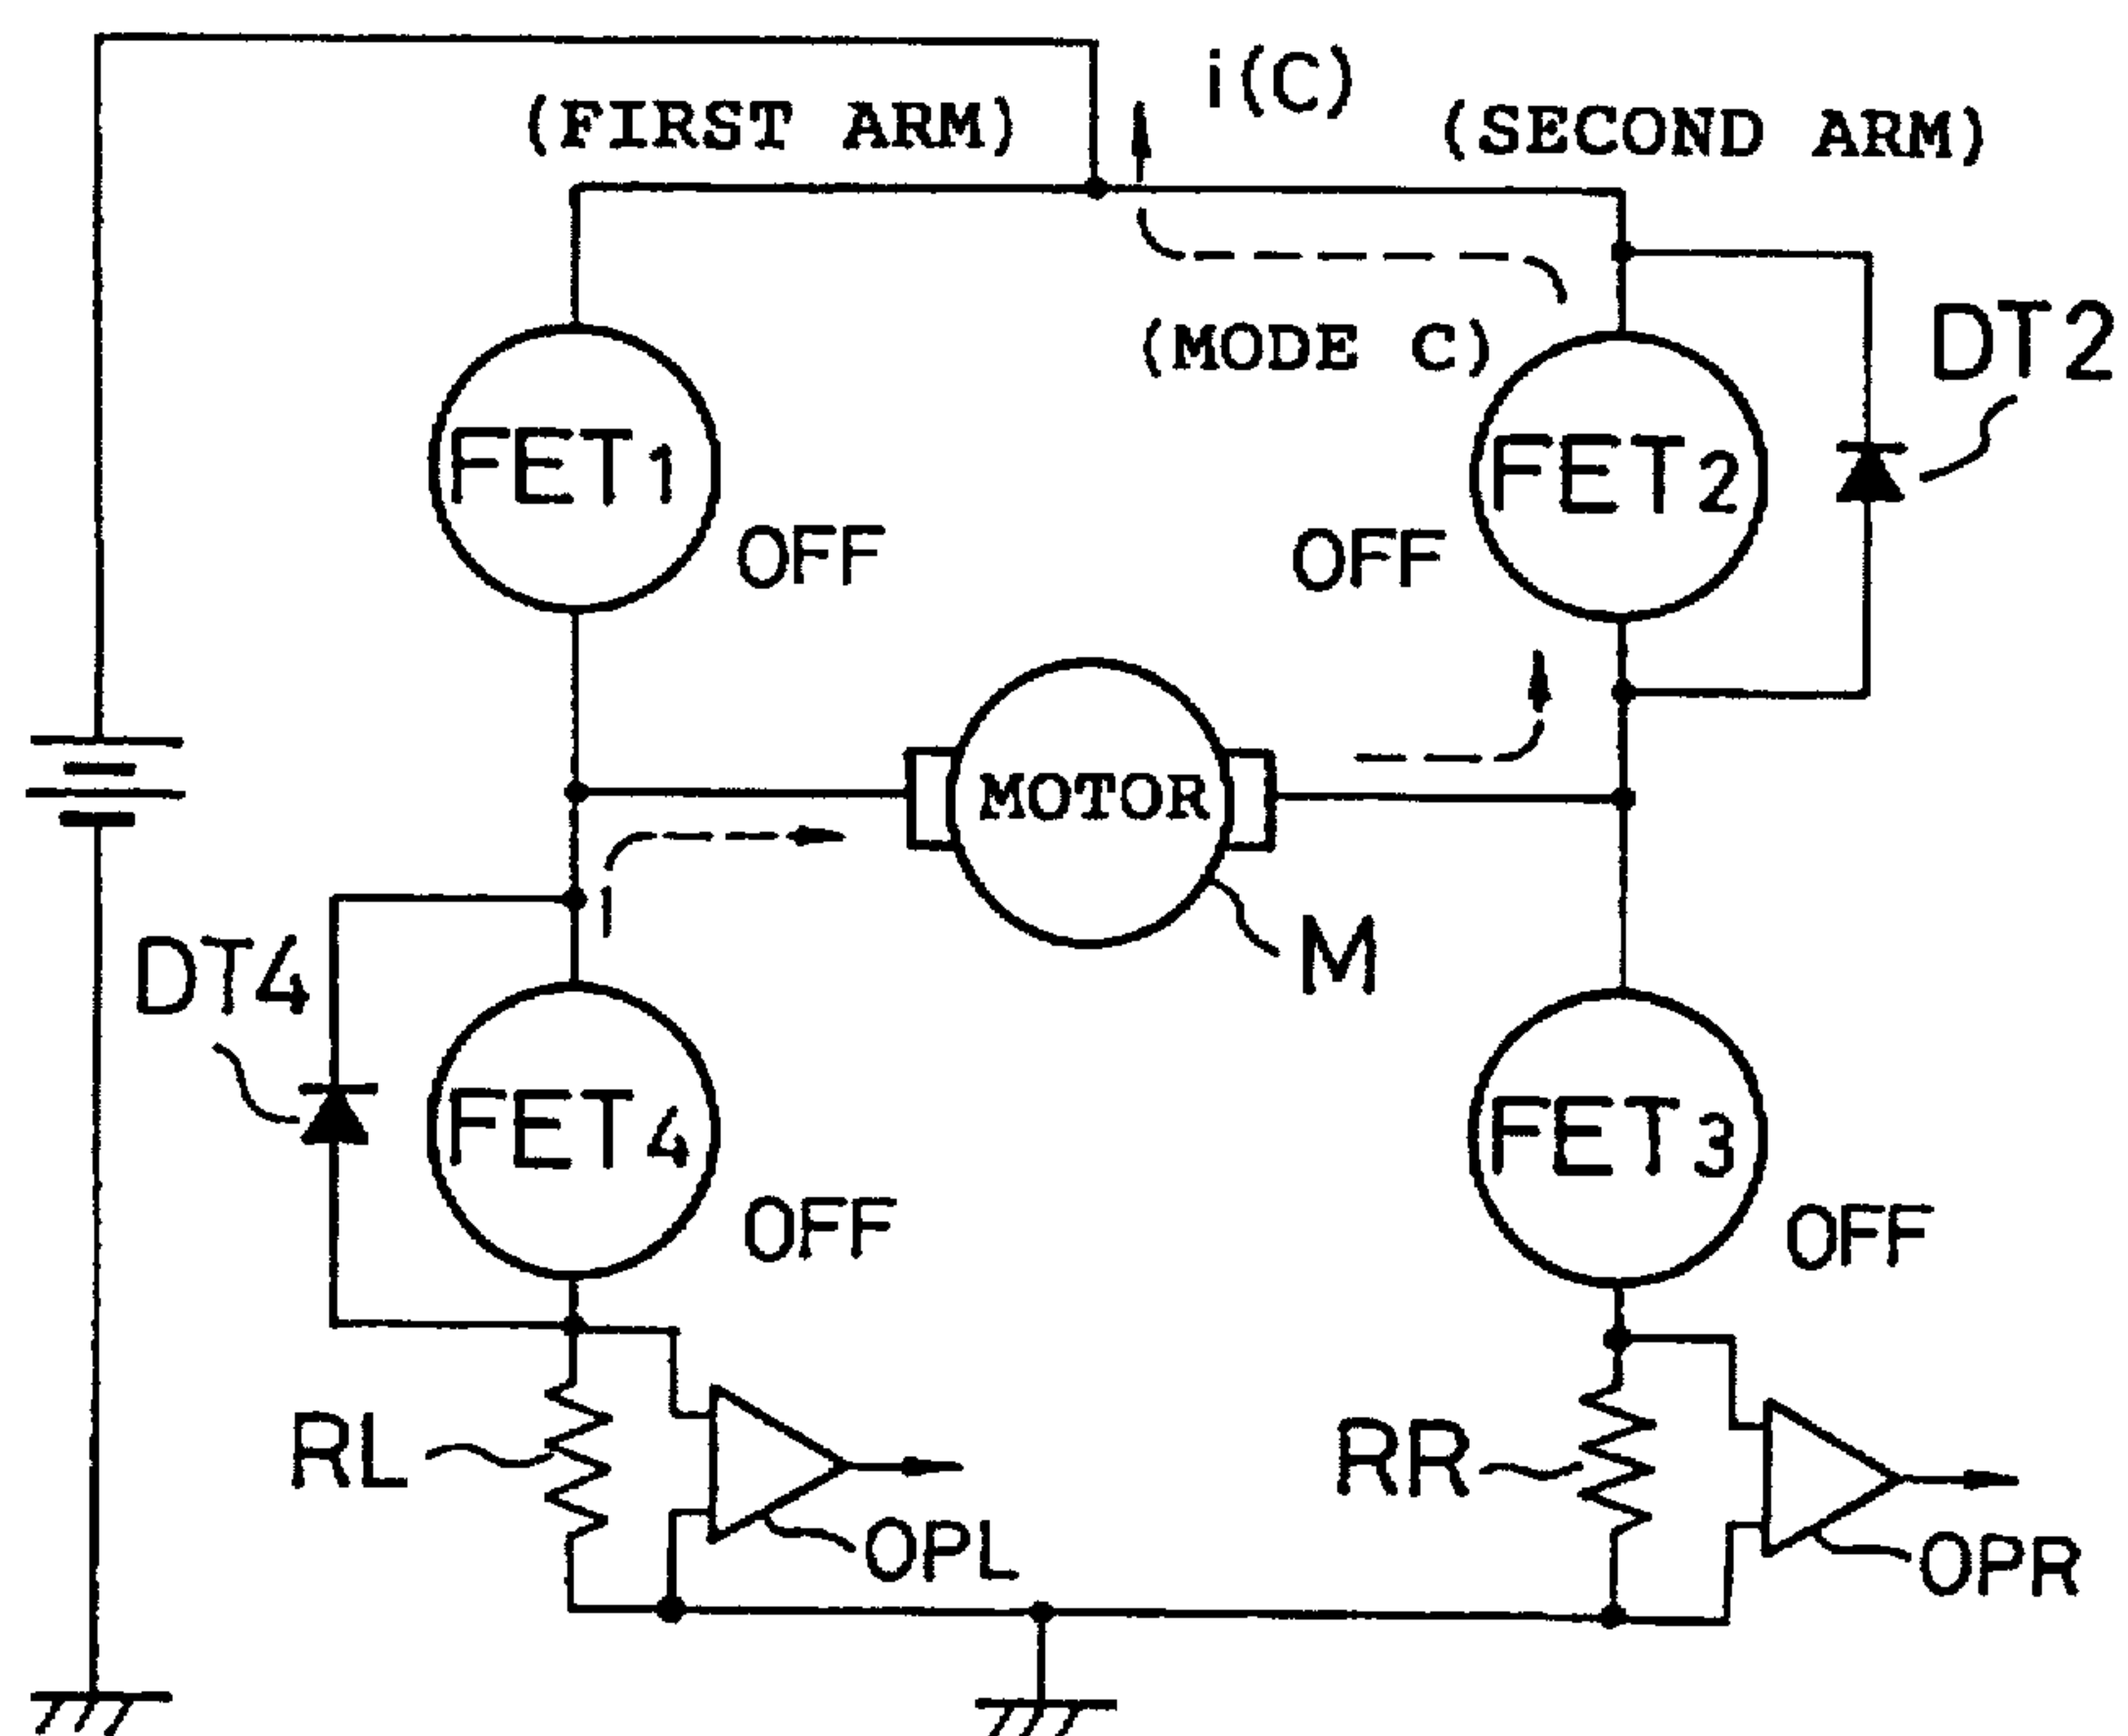 i(C)
(FIRST ARM)
(SECOND ARM)
(MODE C)
DT2
FET1
FET2
OFF
OFF
MOTOR
M
DT4
FET4
FET3
OFF
OFF
RL
RR
OPL
OPR